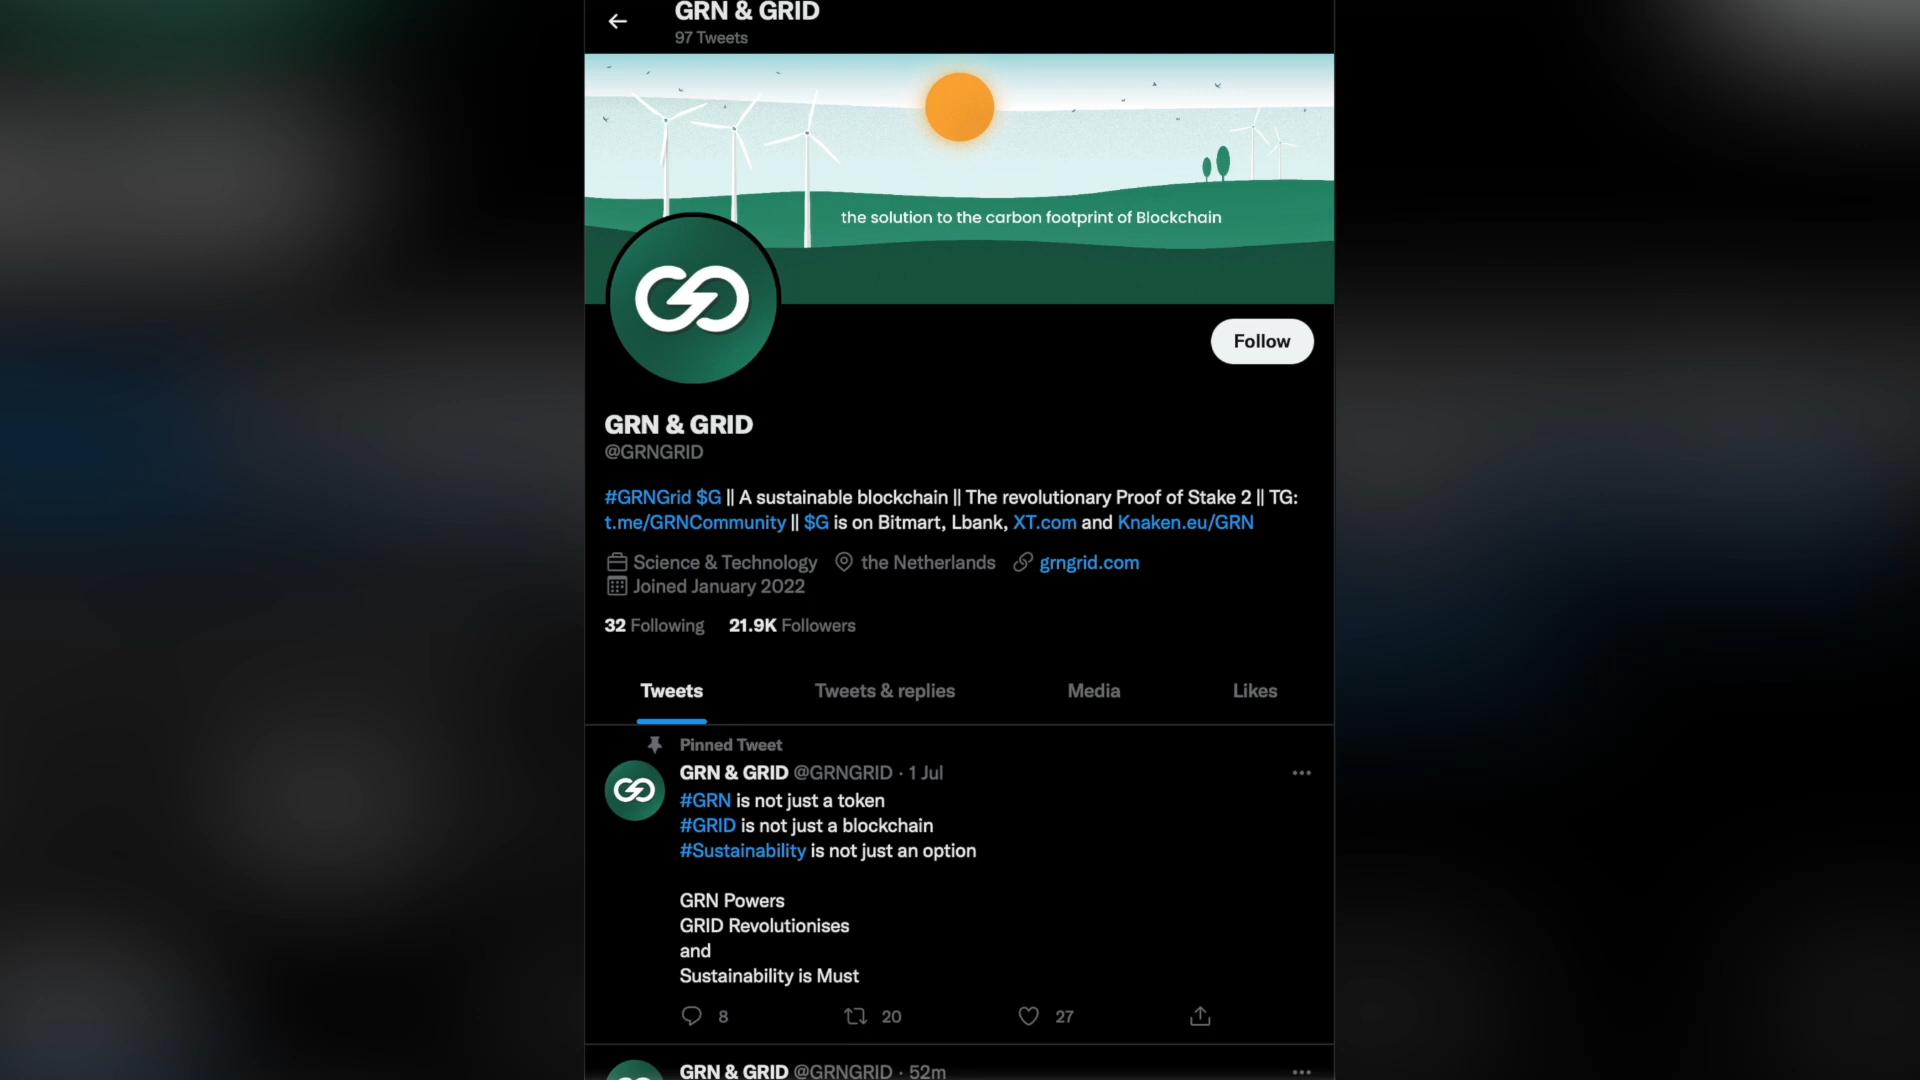 GRN & GRID
97 Tweets
the solution to the carbon footprint of Blockchain
Follow
GRN & GRID
@GRNGRID
#GRNGrid $G || A sustainable blockchain || The revolutionary Proof of Stake 2 || TG:
t.me/GRNCommunity || $G is on Bitmart, Lbank, XT.com and Knaken.eu/GRN
Science & Technology the Netherlands grngrid.com
Joined January 2022
32 Following 21.9K Followers
Tweets Tweets & replies Media Likes
Pinned Tweet
GRN & GRID @GRNGRID · 1 Jul
#GRN is not just a token
#GRID is not just a blockchain
#Sustainability is not just an option
GRN Powers
GRID Revolutionises
and
Sustainability is Must
8 20 27
GRN & GRID @GRNGRID · 52m